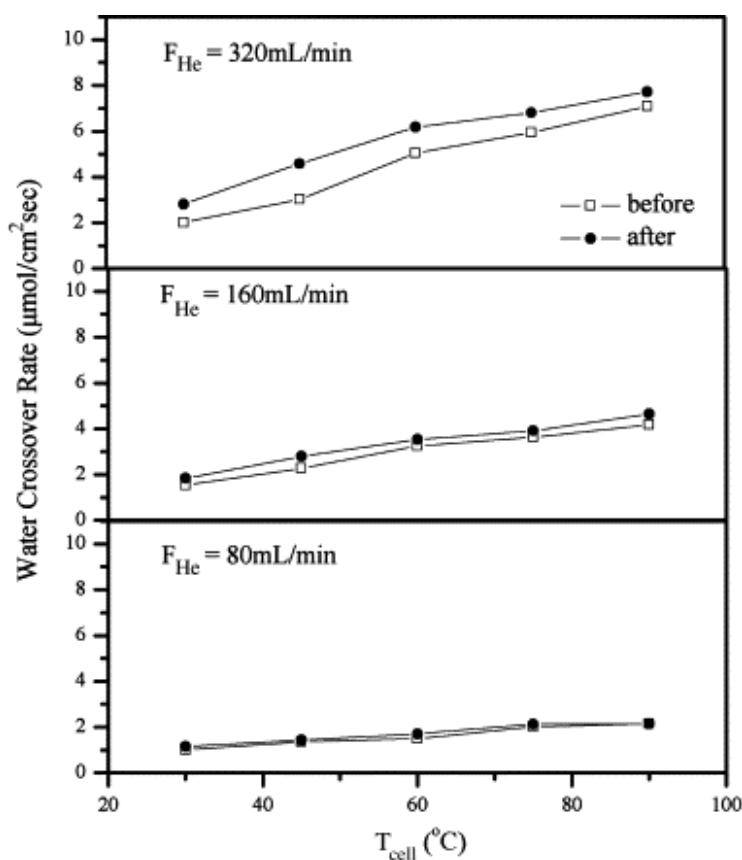 F_He = 320mL/min
10
8
6
4
2
0
before
after
F_He = 160mL/min
10
8
6
4
2
0
F_He = 80mL/min
10
8
6
4
2
0
20 40 60 80 100
Water Crossover Rate (μmol/cm²sec)
T_cell (°C)